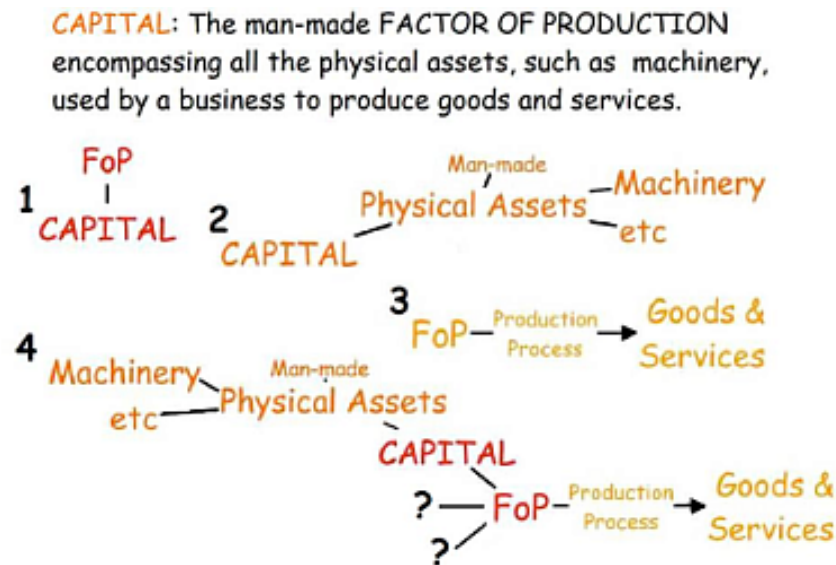 CAPITAL: The man-made FACTOR OF PRODUCTION
encompassing all the physical assets, such as machinery,
used by a business to produce goods and services.
1
FoP
CAPITAL
2
Man-made
Physical Assets
Machinery
etc
CAPITAL
3
FoP
Production
Process
Goods &
Services
4
Machinery
etc
Man-made
Physical Assets
CAPITAL
?
?
FoP
Production
Process
Goods &
Services